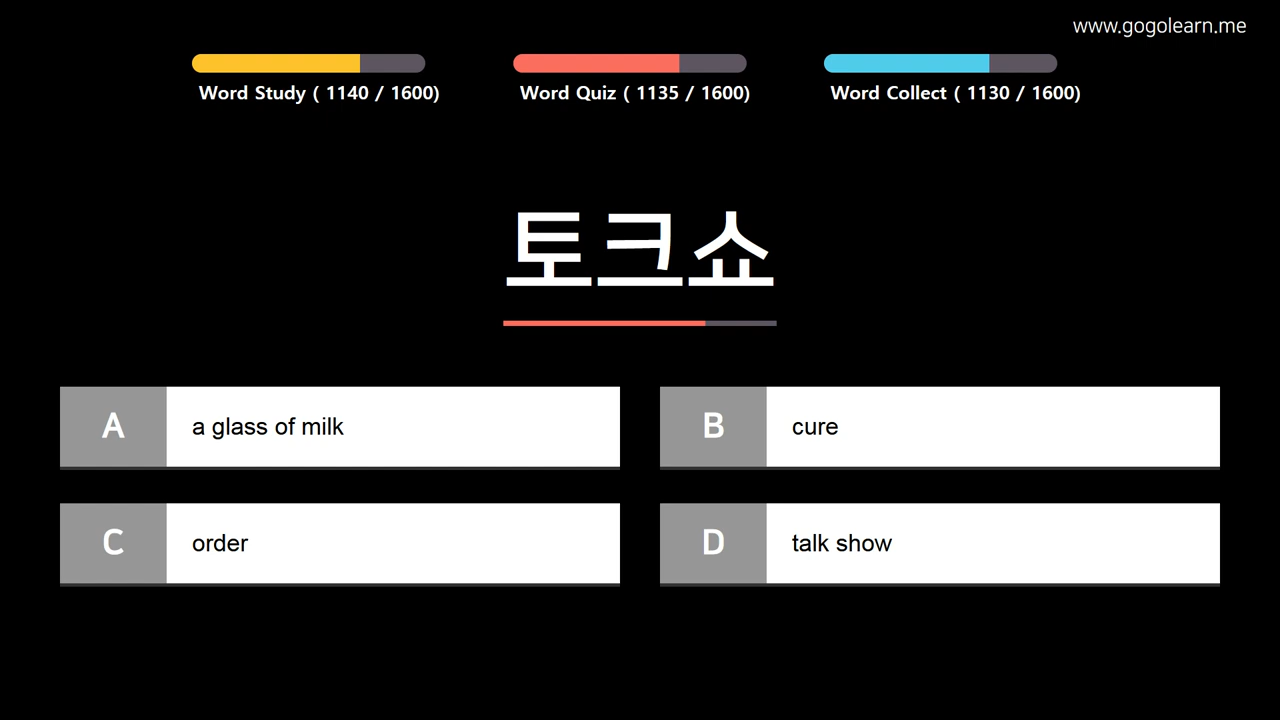 www.gogolearn.me
Word Study ( 1140 / 1600)
Word Quiz ( 1135 / 1600)
Word Collect ( 1130 / 1600)
토크쇼
A a glass of milk
B cure
C order
D talk show